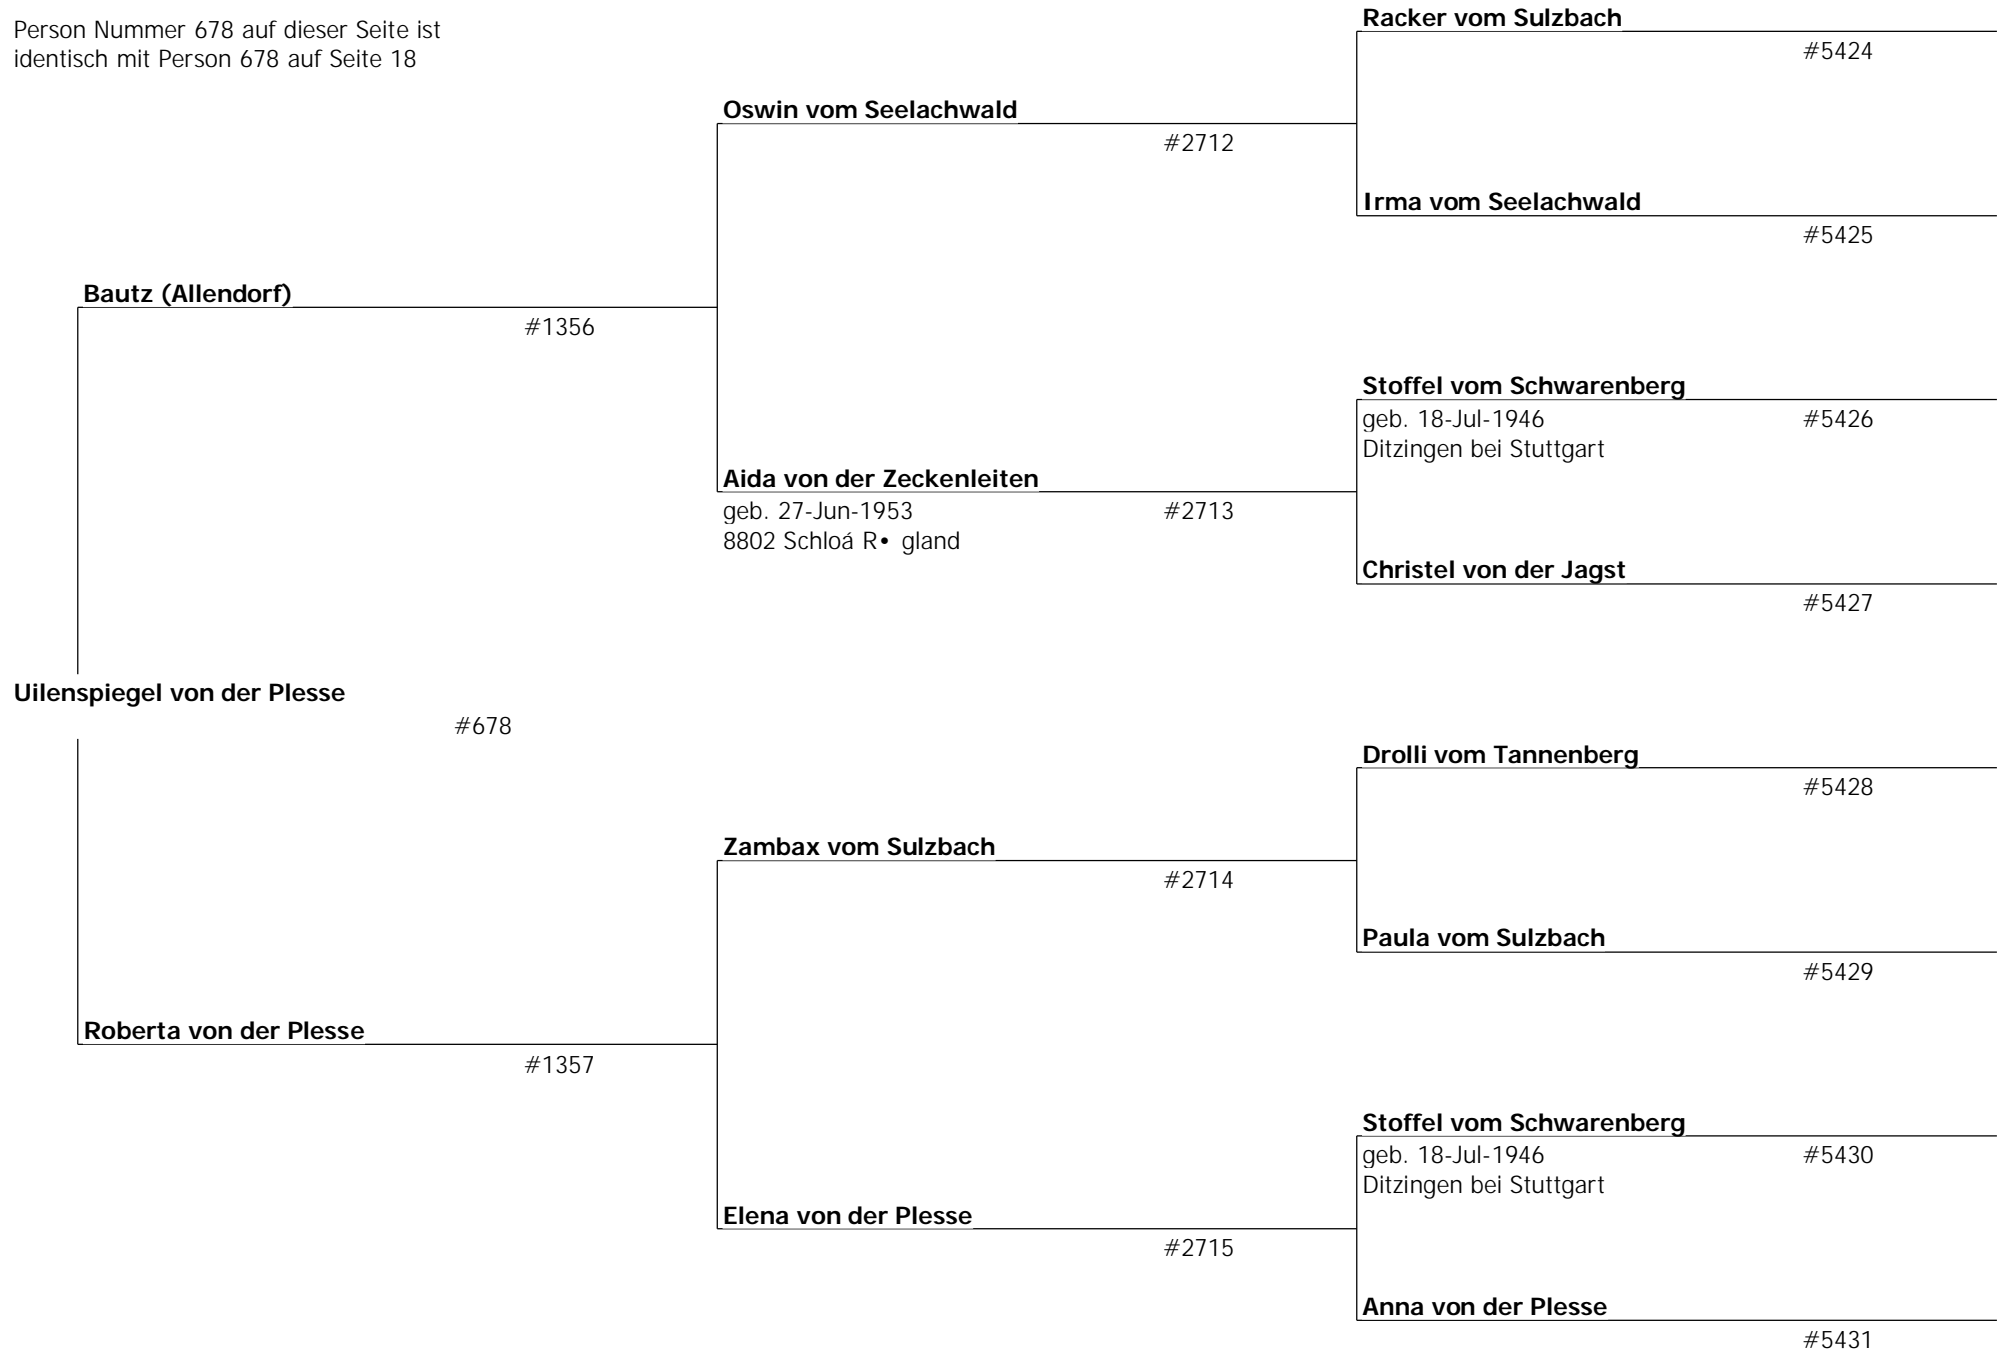 Person Nummer 678 auf dieser Seite ist
identisch mit Person 678 auf Seite 18
Racker vom Sulzbach
#5424
Oswin vom Seelachwald
#2712
Irma vom Seelachwald
#5425
Bautz (Allendorf)
#1356
Stoffel vom Schwarenberg
geb. 18-Jul-1946 #5426
Ditzingen bei Stuttgart
Aida von der Zeckenleiten
geb. 27-Jun-1953 #2713
8802 Schloá R• gland
Christel von der Jagst
#5427
Uilenspiegel von der Plesse
#678
Drolli vom Tannenberg
#5428
Zambax vom Sulzbach
#2714
Paula vom Sulzbach
#5429
Roberta von der Plesse
#1357
Stoffel vom Schwarenberg
geb. 18-Jul-1946 #5430
Ditzingen bei Stuttgart
Elena von der Plesse
#2715
Anna von der Plesse
#5431